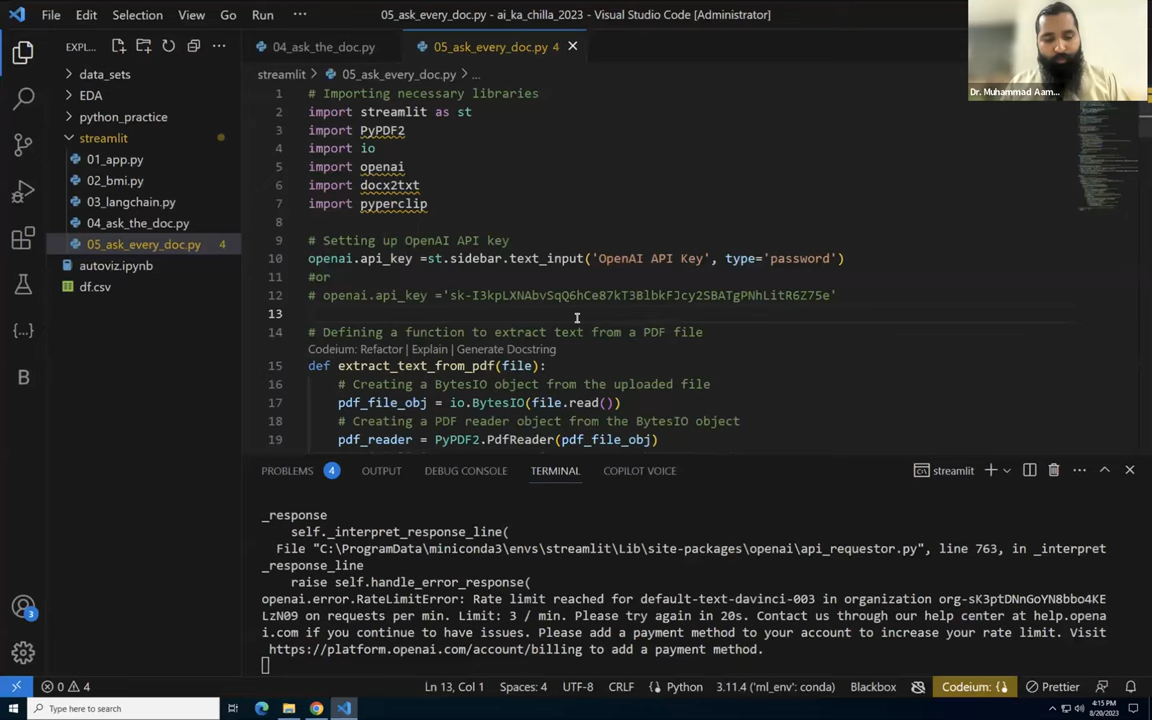 File Edit Selection View Go Run ··· 05_ask_every_doc.py - ai_ka_chilla_2023 - Visual Studio Code [Administrator]
Dr. Muhammad Aam...
EXPL...
04_ask_the_doc.py 05_ask_every_doc.py 4
streamlit > 05_ask_every_doc.py > ...
data_sets
EDA
python_practice
streamlit
01_app.py
02_bmi.py
03_langchain.py
04_ask_the_doc.py
05_ask_every_doc.py 4
autoviz.ipynb
df.csv
1 # Importing necessary libraries
2 import streamlit as st
3 import PyPDF2
4 import io
5 import openai
6 import docx2txt
7 import pyperclip
8
9 # Setting up OpenAI API key
10 openai.api_key =st.sidebar.text_input('OpenAI API Key', type='password')
11 #or
12 # openai.api_key ='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'
13
14 # Defining a function to extract text from a PDF file
Codeium: Refactor | Explain | Generate Docstring
15 def extract_text_from_pdf(file):
16 # Creating a BytesIO object from the uploaded file
17 pdf_file_obj = io.BytesIO(file.read())
18 # Creating a PDF reader object from the BytesIO object
19 pdf_reader = PyPDF2.PdfReader(pdf_file_obj)
PROBLEMS 4 OUTPUT DEBUG CONSOLE TERMINAL COPILOT VOICE streamlit
_response
self._interpret_response_line(
File "C:\ProgramData\miniconda3\envs\streamlit\Lib\site-packages\openai\api_requestor.py", line 763, in _interpret
_response_line
raise self.handle_error_response(
openai.error.RateLimitError: Rate limit reached for default-text-davinci-003 in organization org-sK3ptDNnGoYN8bbo4KE
LzN09 on requests per min. Limit: 3 / min. Please try again in 20s. Contact us through our help center at help.opena
i.com if you continue to have issues. Please add a payment method to your account to increase your rate limit. Visit
https://platform.openai.com/account/billing to add a payment method.
B
3
0 4 Ln 13, Col 1 Spaces: 4 UTF-8 CRLF Python 3.11.4 ('ml_env': conda) Blackbox Codeium: {} Prettier
Type here to search
4:15 PM
8/20/2023